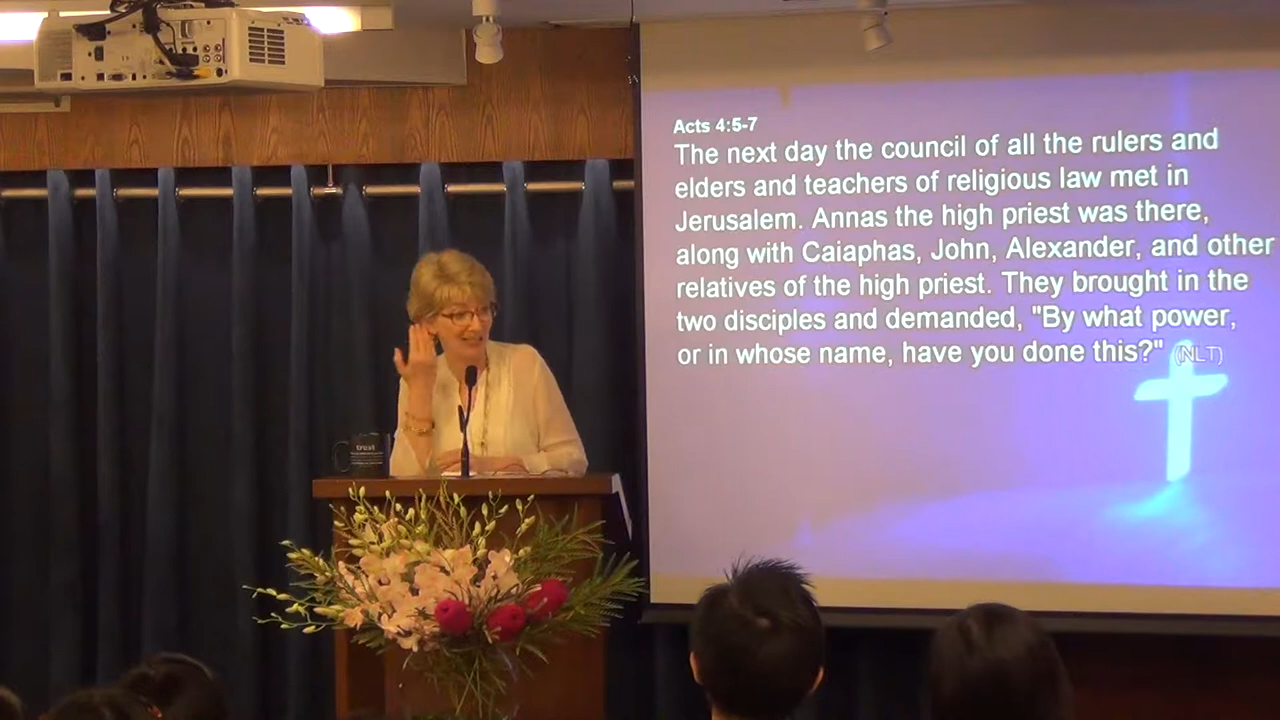 Acts 4:5-7
The next day the council of all the rulers and
elders and teachers of religious law met in
Jerusalem. Annas the high priest was there,
along with Caiaphas, John, Alexander, and other
relatives of the high priest. They brought in the
two disciples and demanded, "By what power,
or in whose name, have you done this?" (NLT)
trust